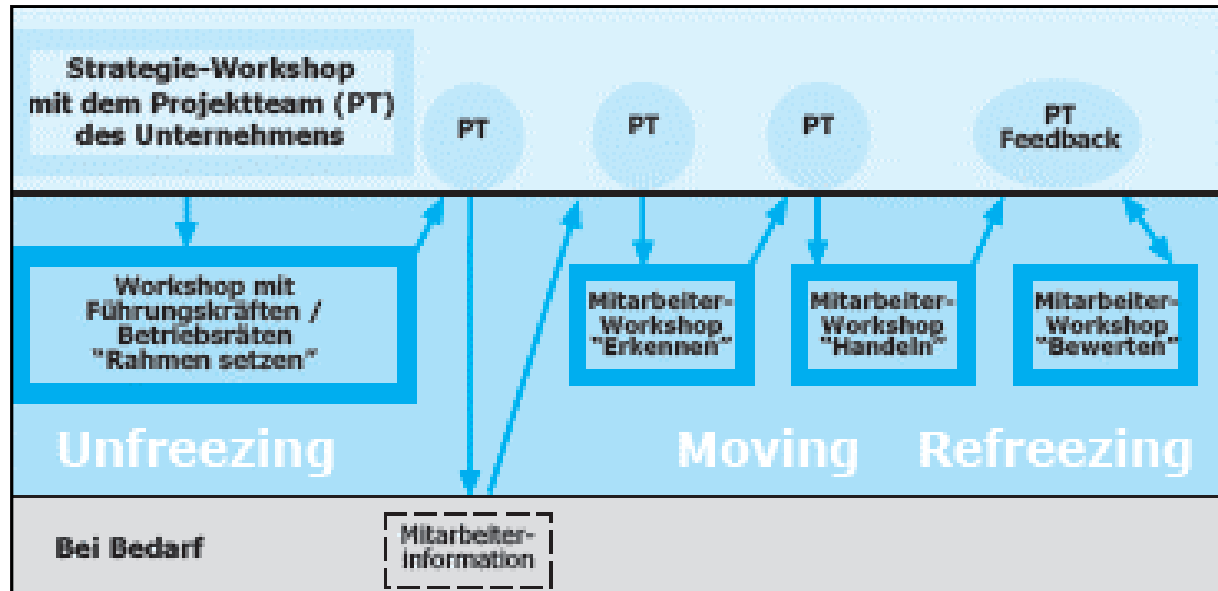 Strategie-Workshop
mit dem Projektteam (PT)
des Unternehmens
PT
PT
PT
PT
Feedback
Workshop mit
Führungskräften /
Betriebsräten
"Rahmen setzen"
Mitarbeiter-
Workshop
"Erkennen"
Mitarbeiter-
Workshop
"Handeln"
Mitarbeiter-
Workshop
"Bewerten"
Unfreezing
Moving
Refreezing
Bei Bedarf
Mitarbeiter-
information